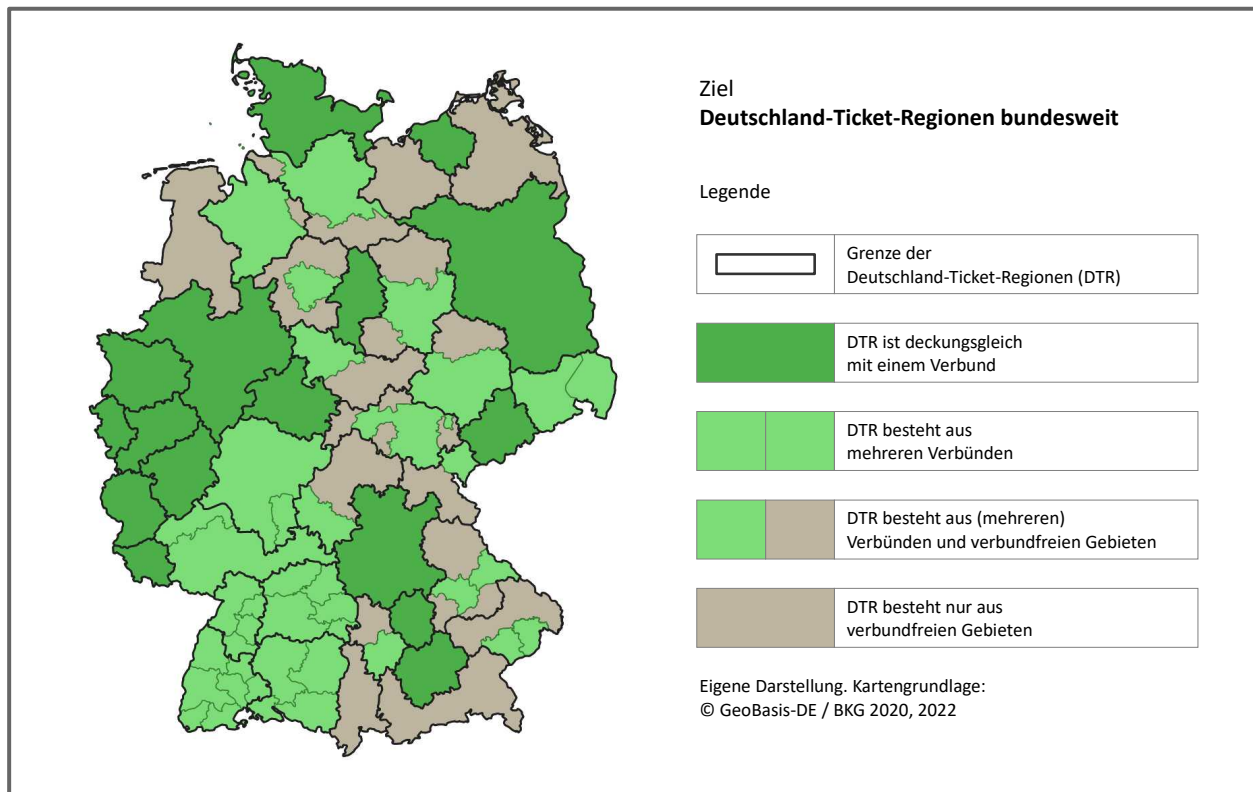 Ziel
Deutschland-Ticket-Regionen bundesweit
Legende
Grenze der
Deutschland-Ticket-Regionen (DTR)
DTR ist deckungsgleich
mit einem Verbund
DTR besteht aus
mehreren Verbünden
DTR besteht aus (mehreren)
Verbünden und verbundfreien Gebieten
DTR besteht nur aus
verbundfreien Gebieten
Eigene Darstellung. Kartengrundlage:
© GeoBasis-DE / BKG 2020, 2022